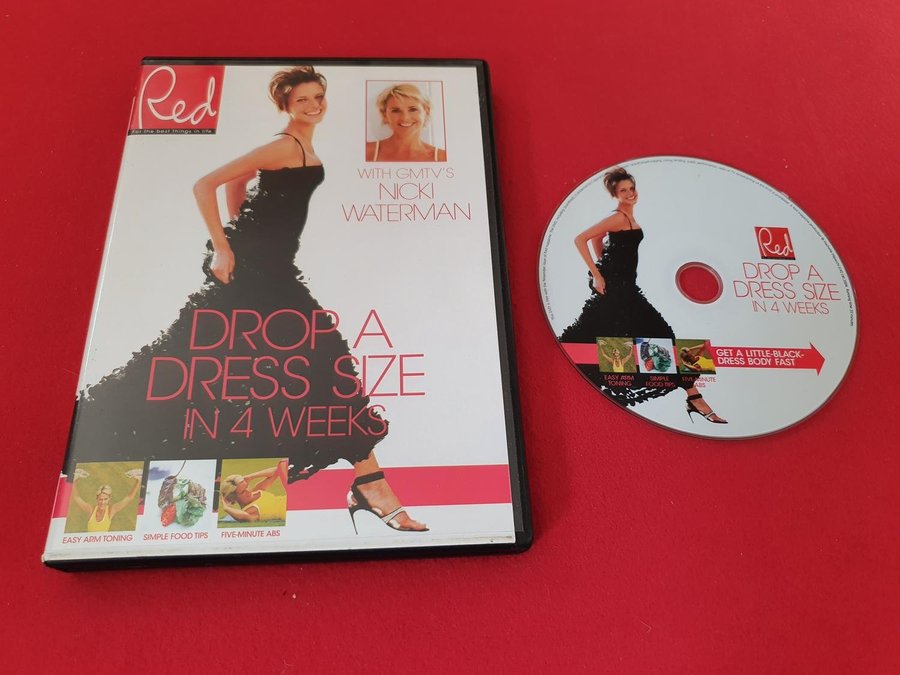 Red
For the best things in life
WITH GMTV'S
NICKI
WATERMAN
DROP A
DRESS SIZE
IN 4 WEEKS
EASY ARM TONING
SIMPLE FOOD TIPS
FIVE-MINUTE ABS
Red
DROP A
DRESS SIZE
IN 4 WEEKS
GET A LITTLE-BLACK-
DRESS BODY FAST
EASY ARM
TONING
SIMPLE
FOOD TIPS
FIVE-MINUTE
ABS